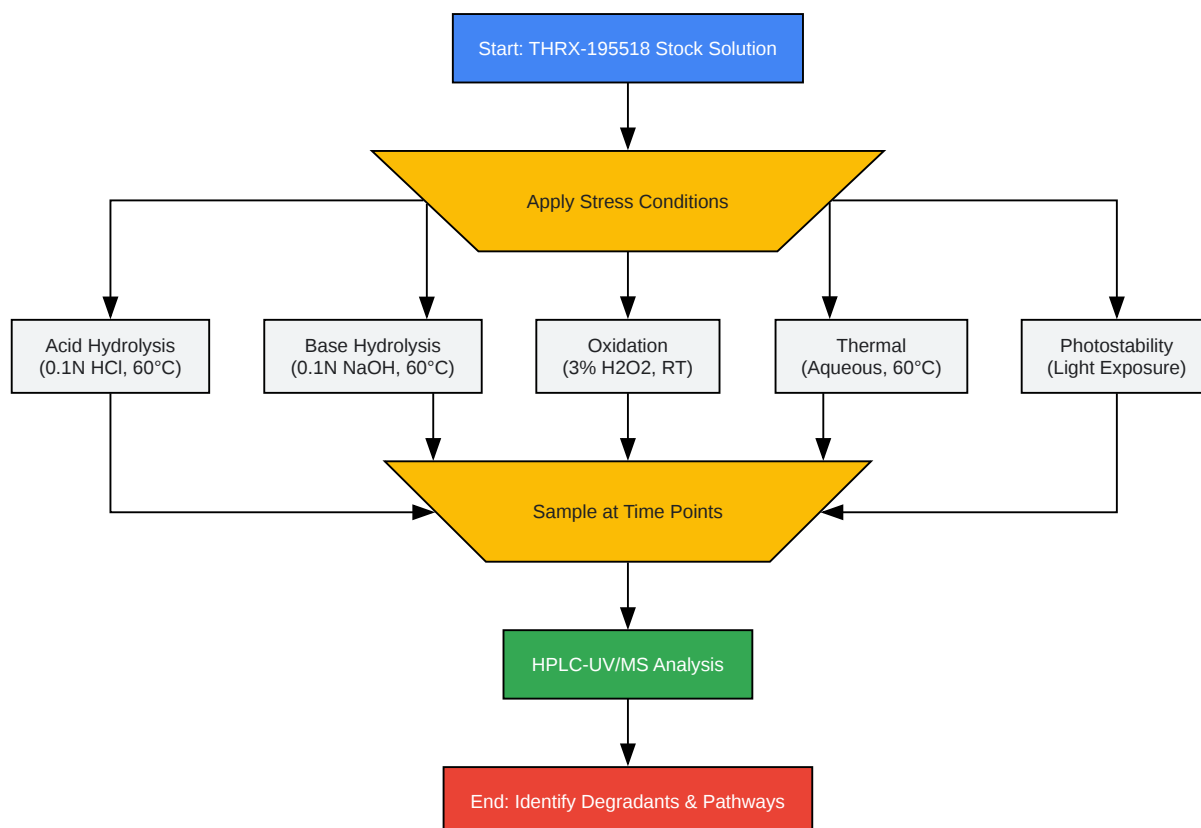 Start: THRX-195518 Stock Solution
Apply Stress Conditions
Acid Hydrolysis
(0.1N HCl, 60°C)
Base Hydrolysis
(0.1N NaOH, 60°C)
Oxidation
(3% H2O2, RT)
Thermal
(Aqueous, 60°C)
Photostability
(Light Exposure)
Sample at Time Points
HPLC-UV/MS Analysis
End: Identify Degradants & Pathways